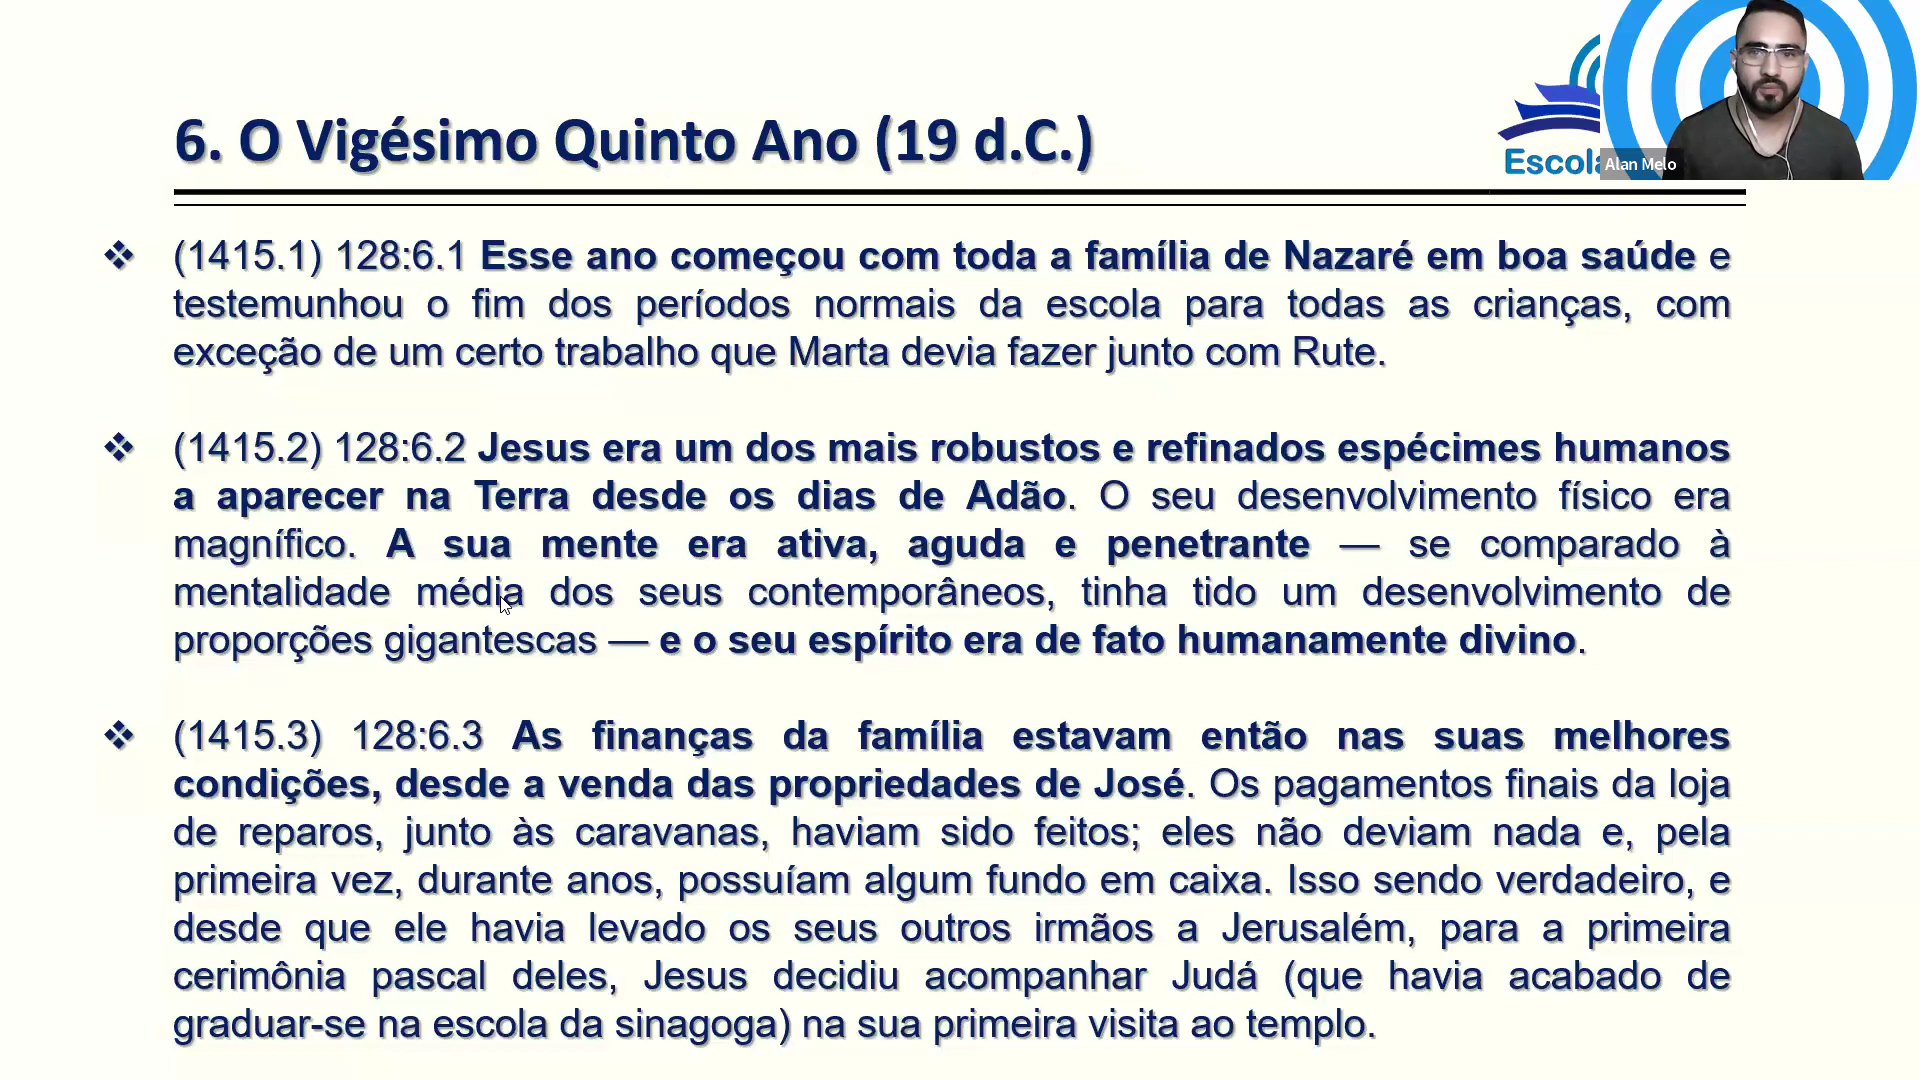 6. O Vigésimo Quinto Ano (19 d.C.)
Escola
Alan Melo
❖ (1415.1) 128:6.1 Esse ano começou com toda a família de Nazaré em boa saúde e
testemunhou o fim dos períodos normais da escola para todas as crianças, com
exceção de um certo trabalho que Marta devia fazer junto com Rute.
❖ (1415.2) 128:6.2 Jesus era um dos mais robustos e refinados espécimes humanos
a aparecer na Terra desde os dias de Adão. O seu desenvolvimento físico era
magnífico. A sua mente era ativa, aguda e penetrante — se comparado à
mentalidade média dos seus contemporâneos, tinha tido um desenvolvimento de
proporções gigantescas — e o seu espírito era de fato humanamente divino.
❖ (1415.3) 128:6.3 As finanças da família estavam então nas suas melhores
condições, desde a venda das propriedades de José. Os pagamentos finais da loja
de reparos, junto às caravanas, haviam sido feitos; eles não deviam nada e, pela
primeira vez, durante anos, possuíam algum fundo em caixa. Isso sendo verdadeiro, e
desde que ele havia levado os seus outros irmãos a Jerusalém, para a primeira
cerimônia pascal deles, Jesus decidiu acompanhar Judá (que havia acabado de
graduar-se na escola da sinagoga) na sua primeira visita ao templo.